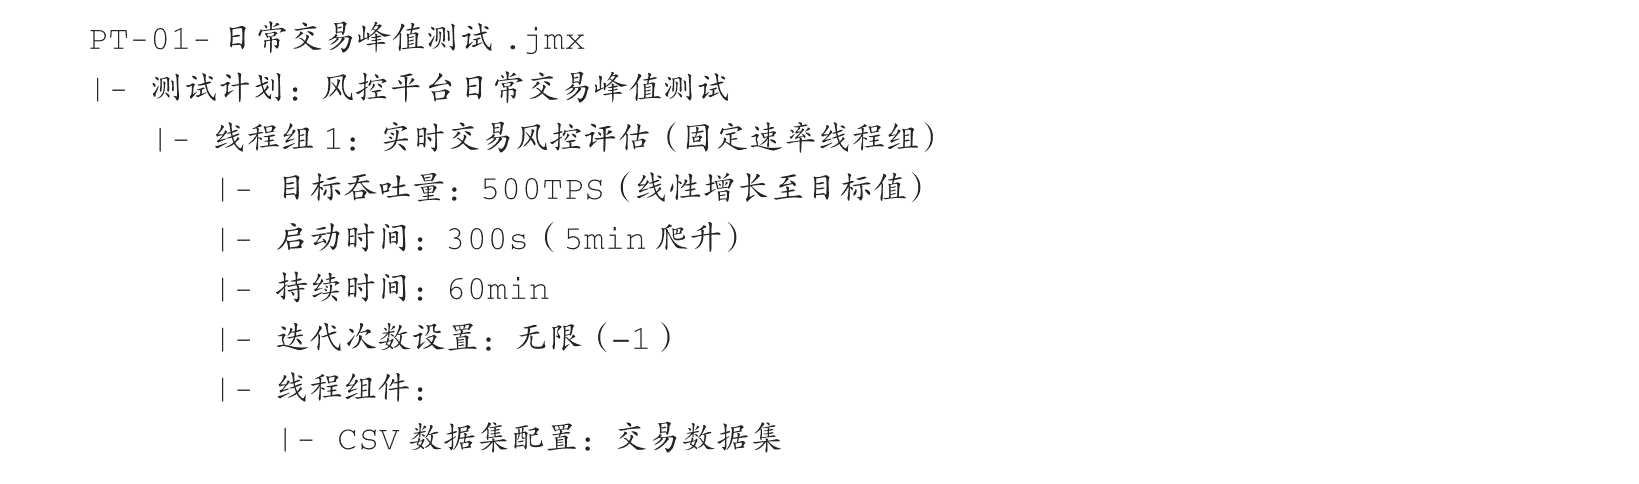 PT-01-日常交易峰值测试.jmx
|- 测试计划：风控平台日常交易峰值测试
|- 线程组1：实时交易风控评估（固定速率线程组）
|- 目标吞吐量：500TPS（线性增长至目标值）
|- 启动时间：300s（5min爬升）
|- 持续时间：60min
|- 迭代次数设置：无限（-1）
|- 线程组件：
|- CSV数据集配置：交易数据集